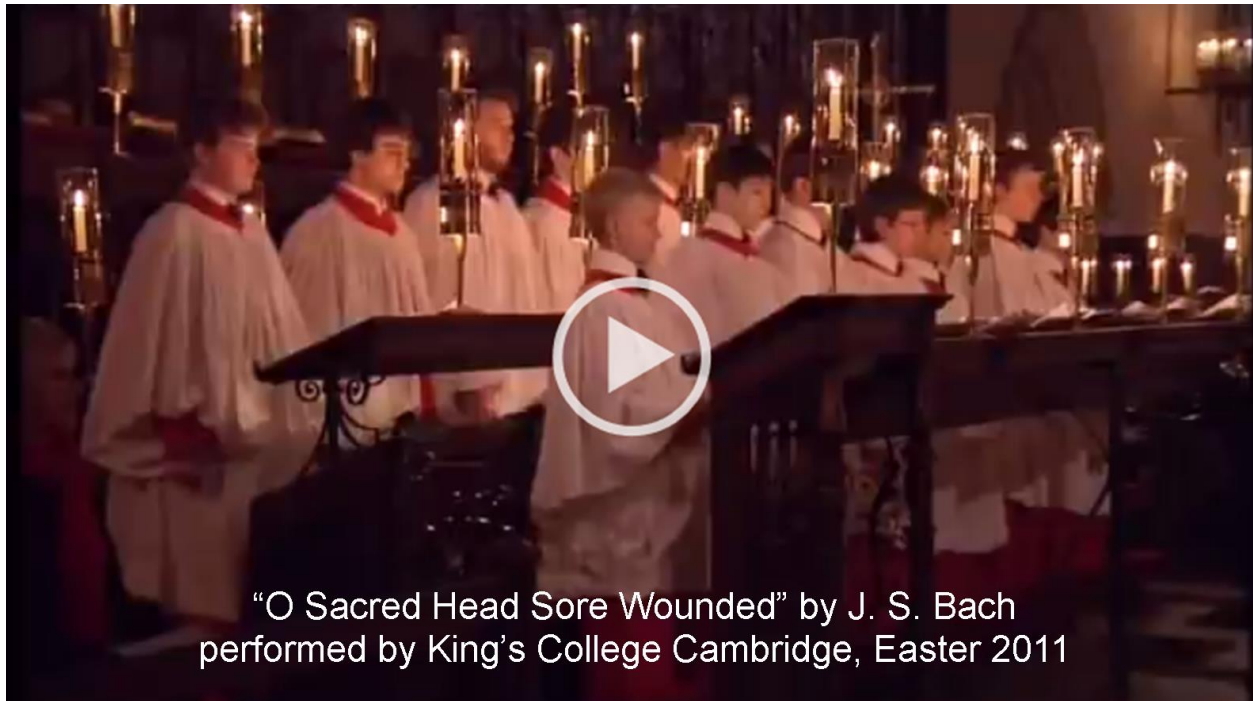 “O Sacred Head Sore Wounded” by J. S. Bach
performed by King’s College Cambridge, Easter 2011